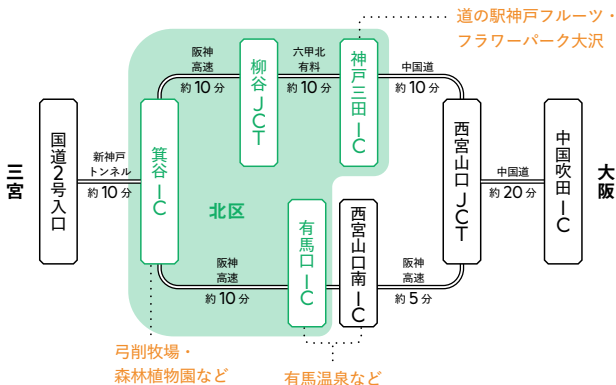 道の駅神戸フルーツ・
フラワーパーク大沢
阪神
高速
約10分
六甲北
有料
約10分
中国道
約10分
柳谷JCT
神戸三田IC
三宮
国道2号入口
新神戸
トンネル
約10分
箕谷IC
北区
西宮山口JCT
中国道
約20分
中国吹田IC
大阪
有馬口IC
西宮山口南IC
阪神
高速
約10分
阪神
高速
約5分
弓削牧場・
森林植物園など
有馬温泉など